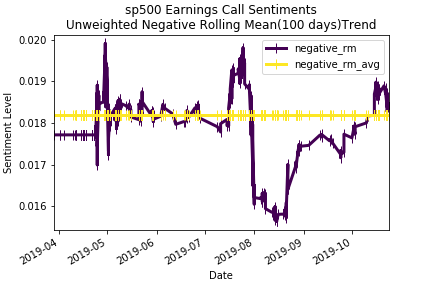 sp500 Earnings Call Sentiments
Unweighted Negative Rolling Mean(100 days)Trend
negative_rm
negative_rm_avg
0.020
0.019
0.018
0.017
0.016
Sentiment Level
2019-04
2019-05
2019-06
2019-07
2019-08
2019-09
2019-10
Date